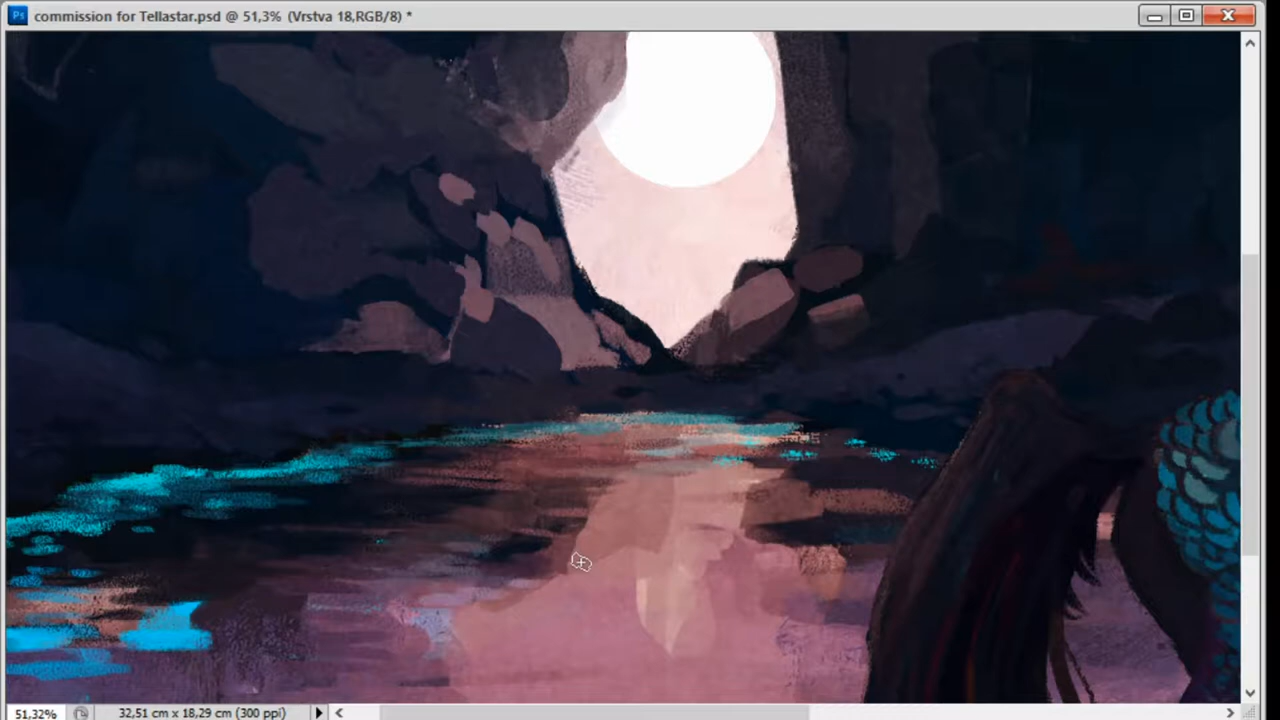 Ps commission for Tellastar.psd @ 51,3% (Vrstva 18,RGB/8) *
51,32% 32,51 cm x 18,29 cm (300 ppi)